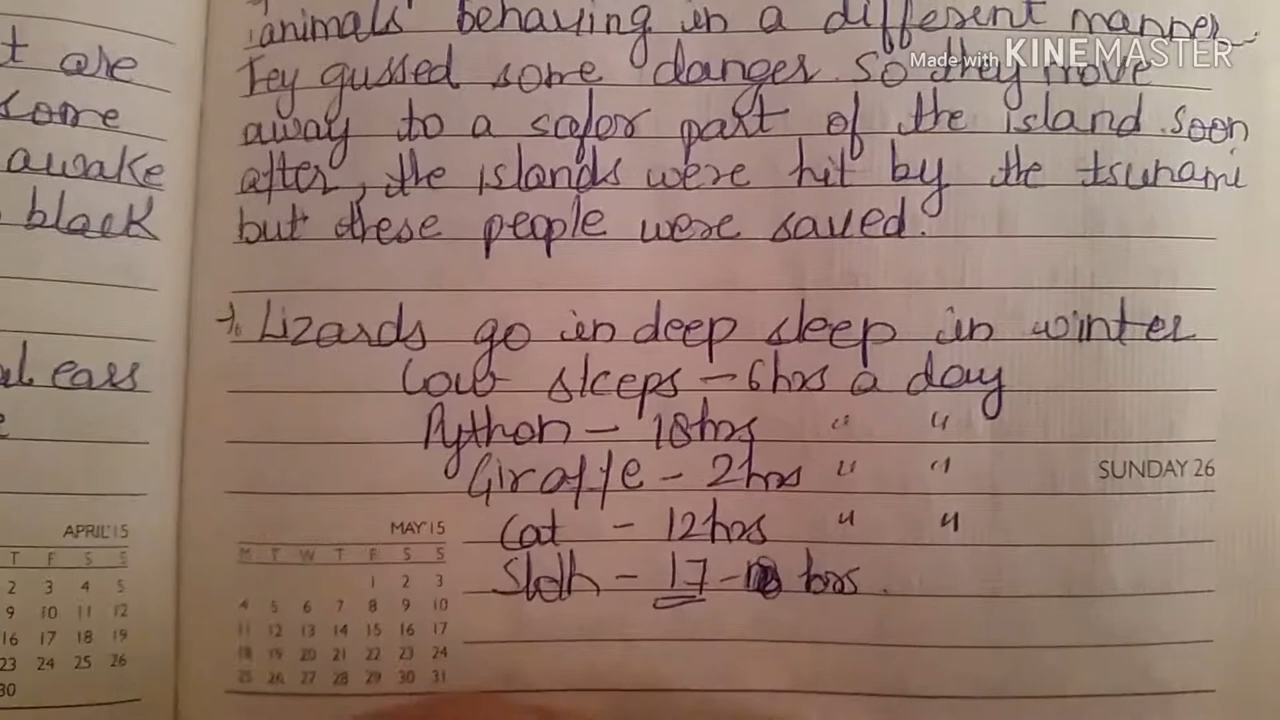 t are
some
awake
black
ears
animals' behaving in a different manner
Tey gussed some danger so they move
away to a safer part of the island soon
after, the islands were hit by the tsunami
but these people were saved.
Lizards go in deep sleep in winter
Cow sleeps - 6hrs a day
Python - 18hrs " "
Giraffe - 2hrs " "
Cat - 12hrs " "
Sloth - 17 - hrs.
SUNDAY 26
APRIL'15
T F S S
2 3 4 5
9 10 11 12
16 17 18 19
23 24 25 26
30
MAY'15
M T W T F S S
1 2 3
4 5 6 7 8 9 10
11 12 13 14 15 16 17
18 19 20 21 22 23 24
25 26 27 28 29 30 31
Made with KINEMASTER